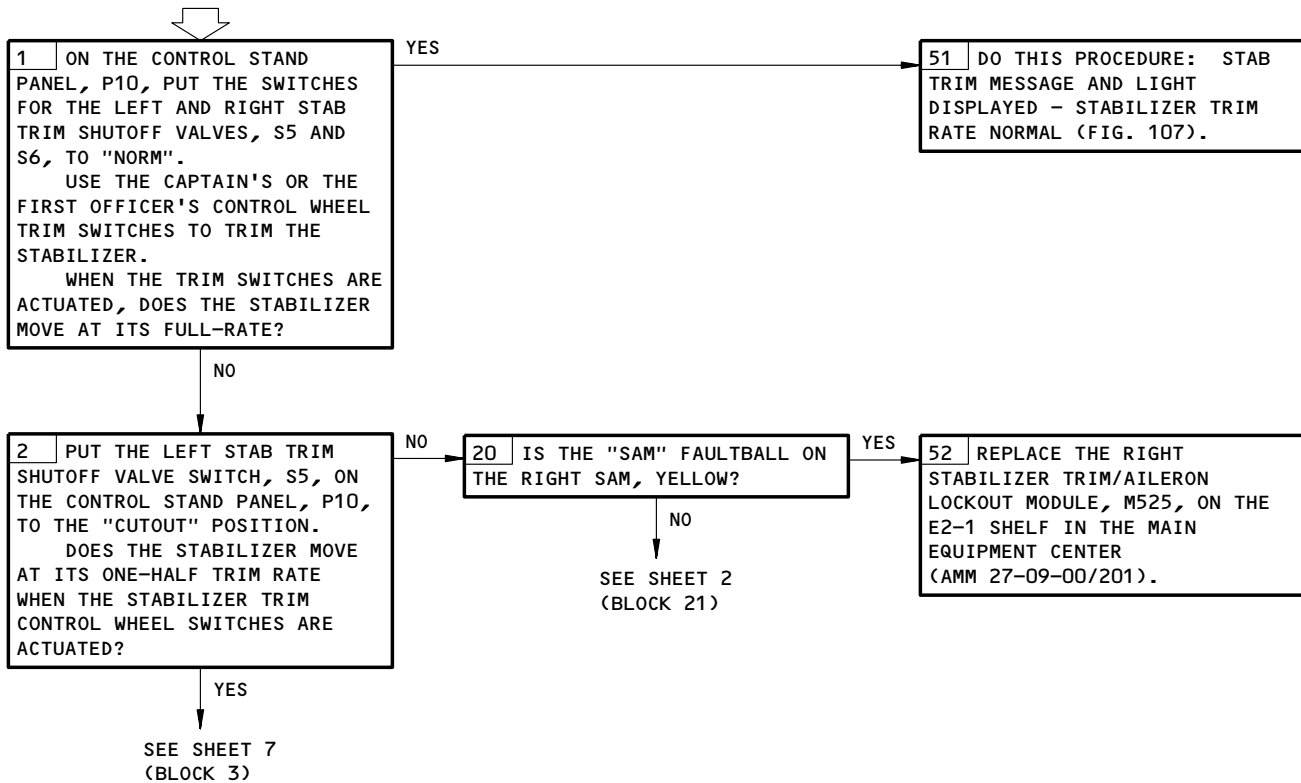 1 ON THE CONTROL STAND
PANEL, P10, PUT THE SWITCHES
FOR THE LEFT AND RIGHT STAB
TRIM SHUTOFF VALVES, S5 AND
S6, TO "NORM".
USE THE CAPTAIN'S OR THE
FIRST OFFICER'S CONTROL WHEEL
TRIM SWITCHES TO TRIM THE
STABILIZER.
WHEN THE TRIM SWITCHES ARE
ACTUATED, DOES THE STABILIZER
MOVE AT ITS FULL-RATE?
YES
51 DO THIS PROCEDURE: STAB
TRIM MESSAGE AND LIGHT
DISPLAYED - STABILIZER TRIM
RATE NORMAL (FIG. 107).
NO
2 PUT THE LEFT STAB TRIM
SHUTOFF VALVE SWITCH, S5, ON
THE CONTROL STAND PANEL, P10,
TO THE "CUTOUT" POSITION.
DOES THE STABILIZER MOVE
AT ITS ONE-HALF TRIM RATE
WHEN THE STABILIZER TRIM
CONTROL WHEEL SWITCHES ARE
ACTUATED?
NO
20 IS THE "SAM" FAULTBALL ON
THE RIGHT SAM, YELLOW?
YES
52 REPLACE THE RIGHT
STABILIZER TRIM/AILERON
LOCKOUT MODULE, M525, ON THE
E2-1 SHELF IN THE MAIN
EQUIPMENT CENTER
(AMM 27-09-00/201).
NO
SEE SHEET 2
(BLOCK 21)
YES
SEE SHEET 7
(BLOCK 3)